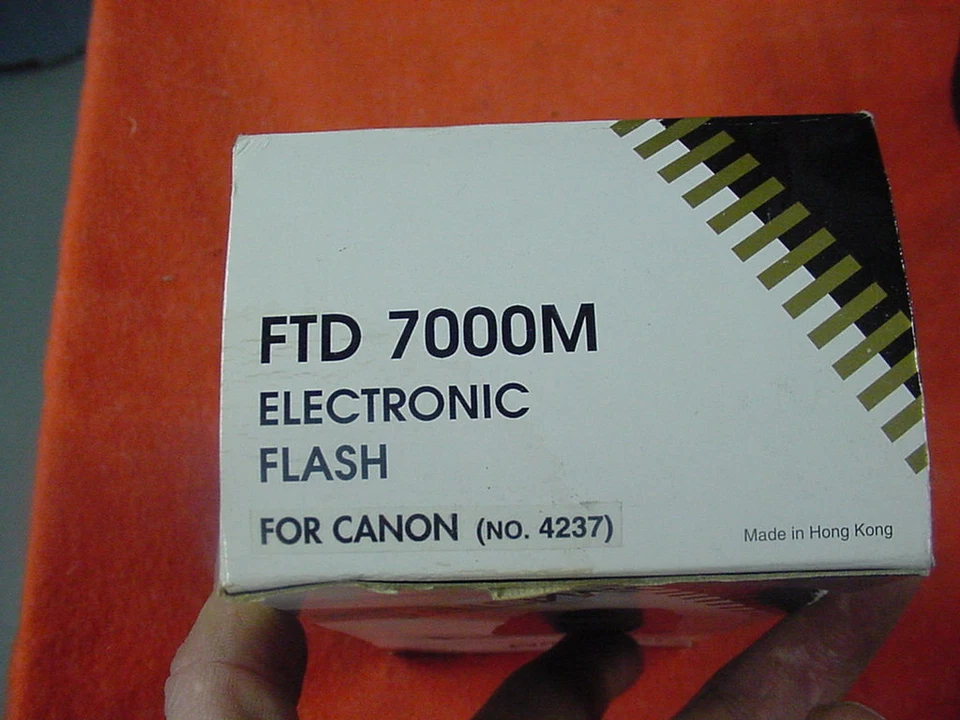 FTD 7000M
ELECTRONIC
FLASH
FOR CANON (NO. 4237)
Made in Hong Kong